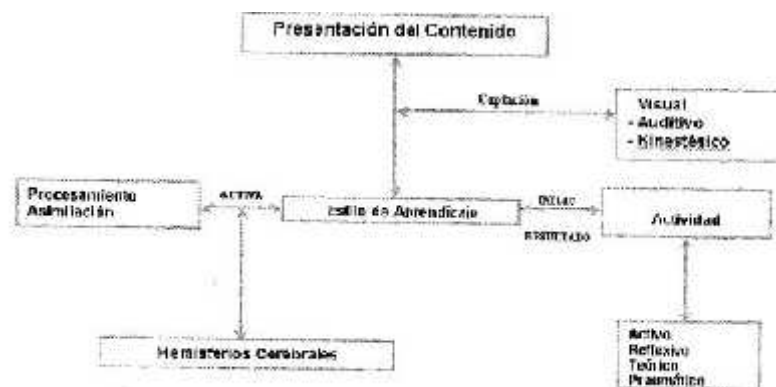 Presentación del Contenido
Captación
Visual
- Auditivo
- Kinestésico
Procesamiento
Asimilación
ACTIVA
Estilo de Aprendizaje
Actividad
RESULTADO
Hemisferios Cerebrales
Activo
Reflexivo
Teórico
Pragmático